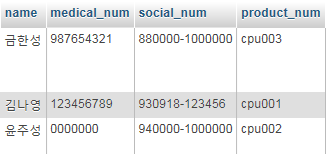 name medical_num social_num product_num
금한성 987654321 880000-1000000 cpu003
김나영 123456789 930918-123456 cpu001
윤주성 0000000 940000-1000000 cpu002